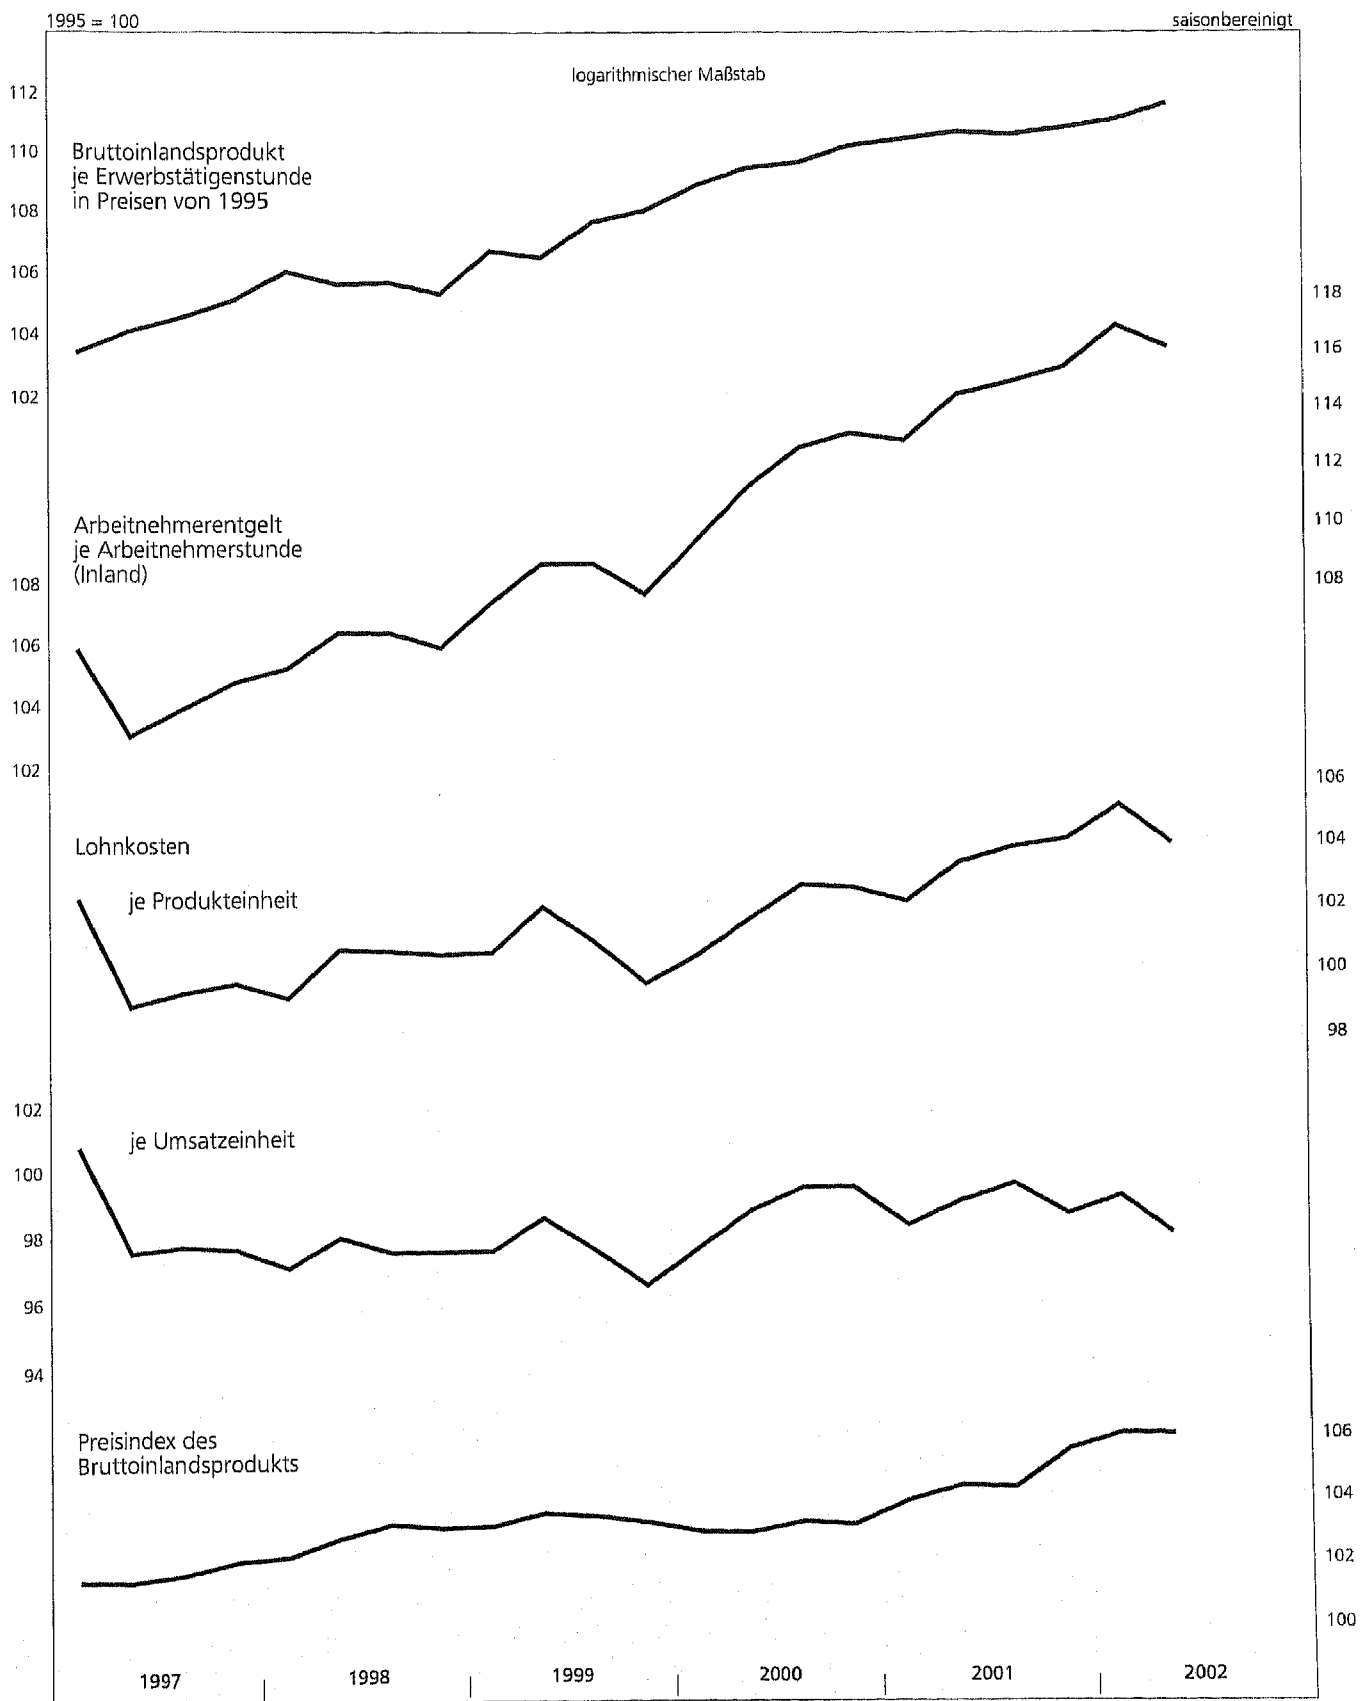 1995 = 100
saisonbereinigt
logarithmischer Maßstab
112
110
108
106
104
102
Bruttoinlandsprodukt
je Erwerbstätigenstunde
in Preisen von 1995
118
116
114
112
110
108
Arbeitnehmerentgelt
je Arbeitnehmerstunde
(Inland)
108
106
104
102
106
104
102
100
98
Lohnkosten
je Produkteinheit
102
100
98
96
94
je Umsatzeinheit
Preisindex des
Bruttoinlandsprodukts
106
104
102
100
1997 1998 1999 2000 2001 2002